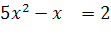 5x² − x = 2